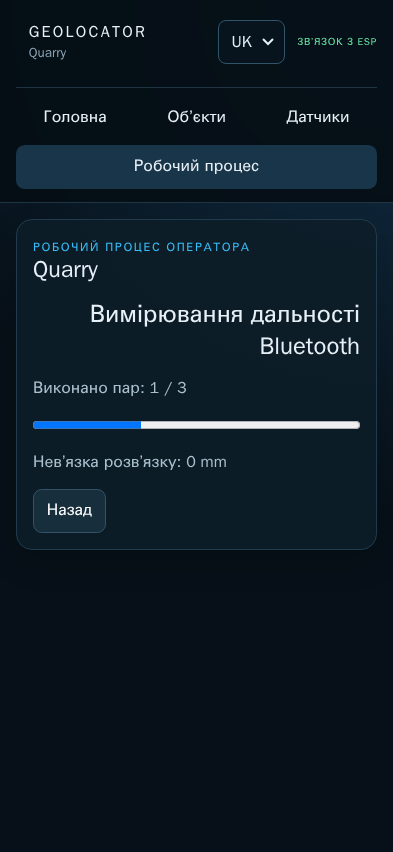 GEOLOCATOR
Quarry
UK
ЗВ'ЯЗОК З ESP
Головна
Об'єкти
Датчики
Робочий процес
РОБОЧИЙ ПРОЦЕС ОПЕРАТОРА
Quarry
Вимірювання дальності
Bluetooth
Виконано пар: 1 / 3
Нев'язка розв'язку: 0 mm
Назад